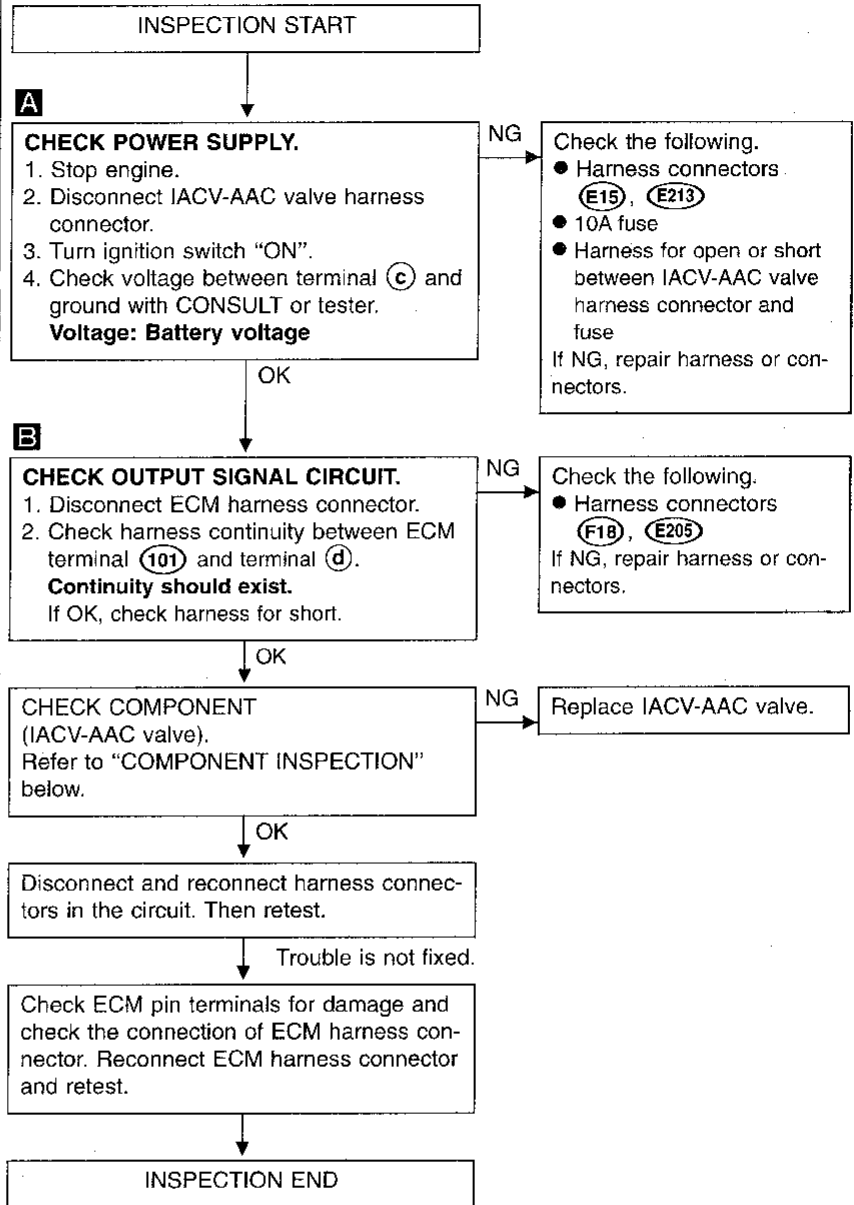 INSPECTION START
A
CHECK POWER SUPPLY.
1. Stop engine.
2. Disconnect IACV-AAC valve harness
connector.
3. Turn ignition switch “ON”.
4. Check voltage between terminal (c) and
ground with CONSULT or tester.
Voltage: Battery voltage
NG
Check the following.
● Harness connectors
(E15), (E213)
● 10A fuse
● Harness for open or short
between IACV-AAC valve
harness connector and
fuse
If NG, repair harness or con-
nectors.
OK
B
CHECK OUTPUT SIGNAL CIRCUIT.
1. Disconnect ECM harness connector.
2. Check harness continuity between ECM
terminal (101) and terminal (d).
Continuity should exist.
If OK, check harness for short.
NG
Check the following.
● Harness connectors
(F18), (E205)
If NG, repair harness or con-
nectors.
OK
CHECK COMPONENT
(IACV-AAC valve).
Refer to “COMPONENT INSPECTION”
below.
NG
Replace IACV-AAC valve.
OK
Disconnect and reconnect harness connec-
tors in the circuit. Then retest.
Trouble is not fixed.
Check ECM pin terminals for damage and
check the connection of ECM harness con-
nector. Reconnect ECM harness connector
and retest.
INSPECTION END